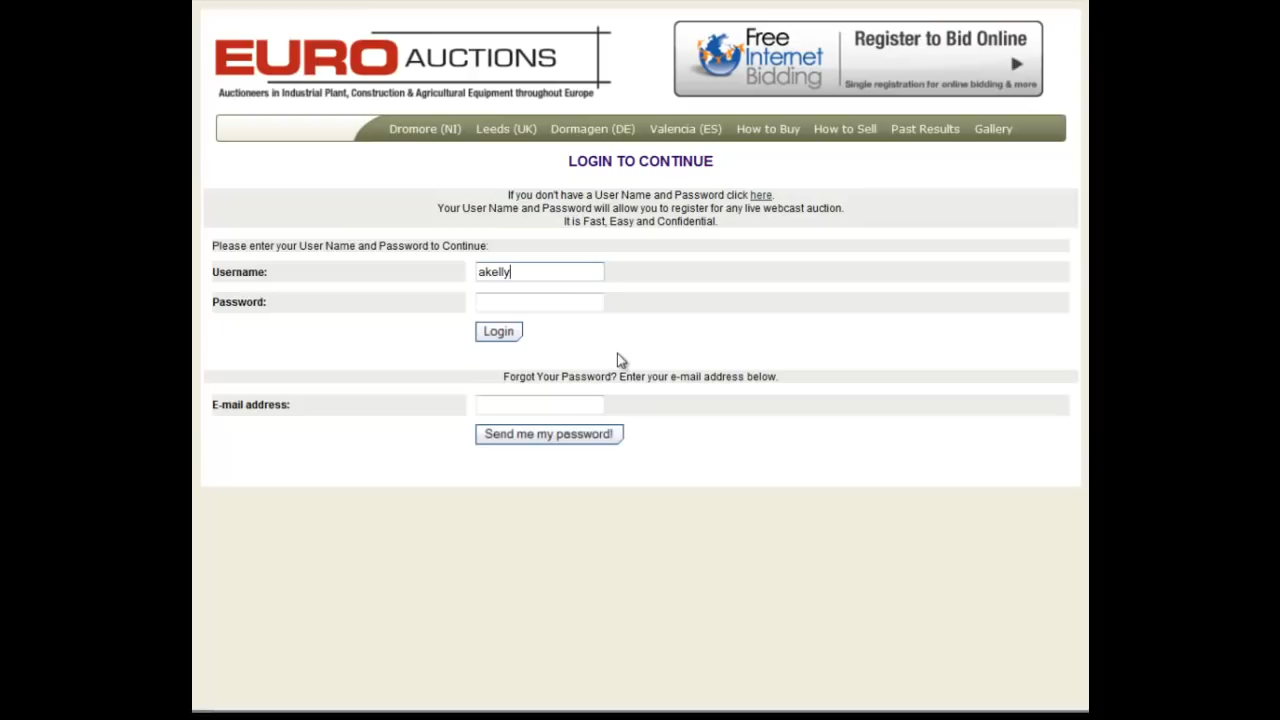 EURO AUCTIONS
Auctioneers in Industrial Plant, Construction & Agricultural Equipment throughout Europe
Free Internet Bidding
Register to Bid Online
Single registration for online bidding & more
Dromore (NI) Leeds (UK) Dormagen (DE) Valencia (ES) How to Buy How to Sell Past Results Gallery
LOGIN TO CONTINUE
If you don't have a User Name and Password click here.
Your User Name and Password will allow you to register for any live webcast auction.
It is Fast, Easy and Confidential.
Please enter your User Name and Password to Continue:
Username: akelly
Password:
Login
Forgot Your Password? Enter your e-mail address below.
E-mail address:
Send me my password!